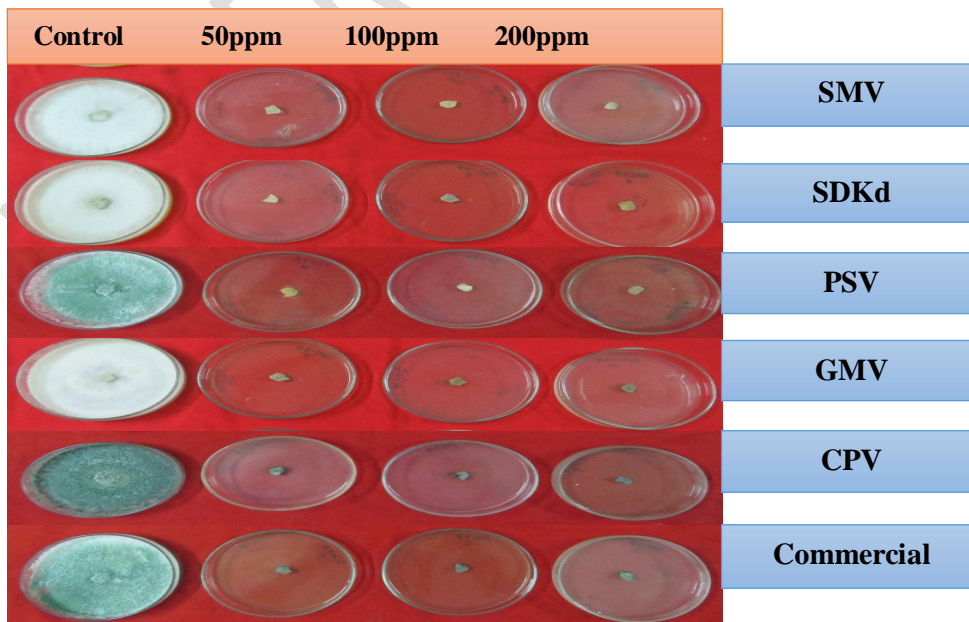 Control 50ppm 100ppm 200ppm
SMV
SDKd
PSV
GMV
CPV
Commercial